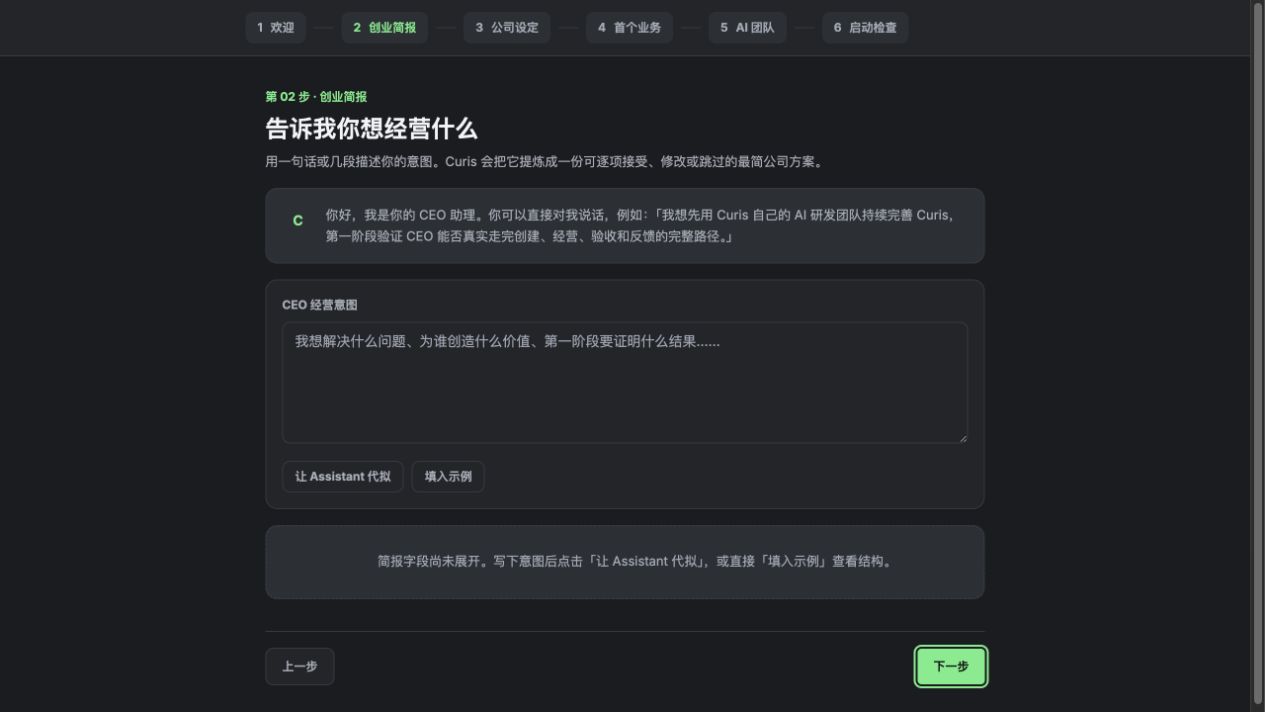 1 欢迎 2 创业简报 3 公司设定 4 首个业务 5 AI 团队 6 启动检查
第 02 步 · 创业简报
告诉我你想经营什么
用一句话或几段描述你的意图。Curis 会把它提炼成一份可逐项接受、修改或跳过的最简公司方案。
C
你好，我是你的 CEO 助理。你可以直接对我说话，例如：「我想先用 Curis 自己的 AI 研发团队持续完善 Curis，
第一阶段验证 CEO 能否真实走完创建、经营、验收和反馈的完整路径。」
CEO 经营意图
我想解决什么问题、为谁创造什么价值、第一阶段要证明什么结果……
让 Assistant 代拟 填入示例
简报字段尚未展开。写下意图后点击「让 Assistant 代拟」，或直接「填入示例」查看结构。
上一步 下一步